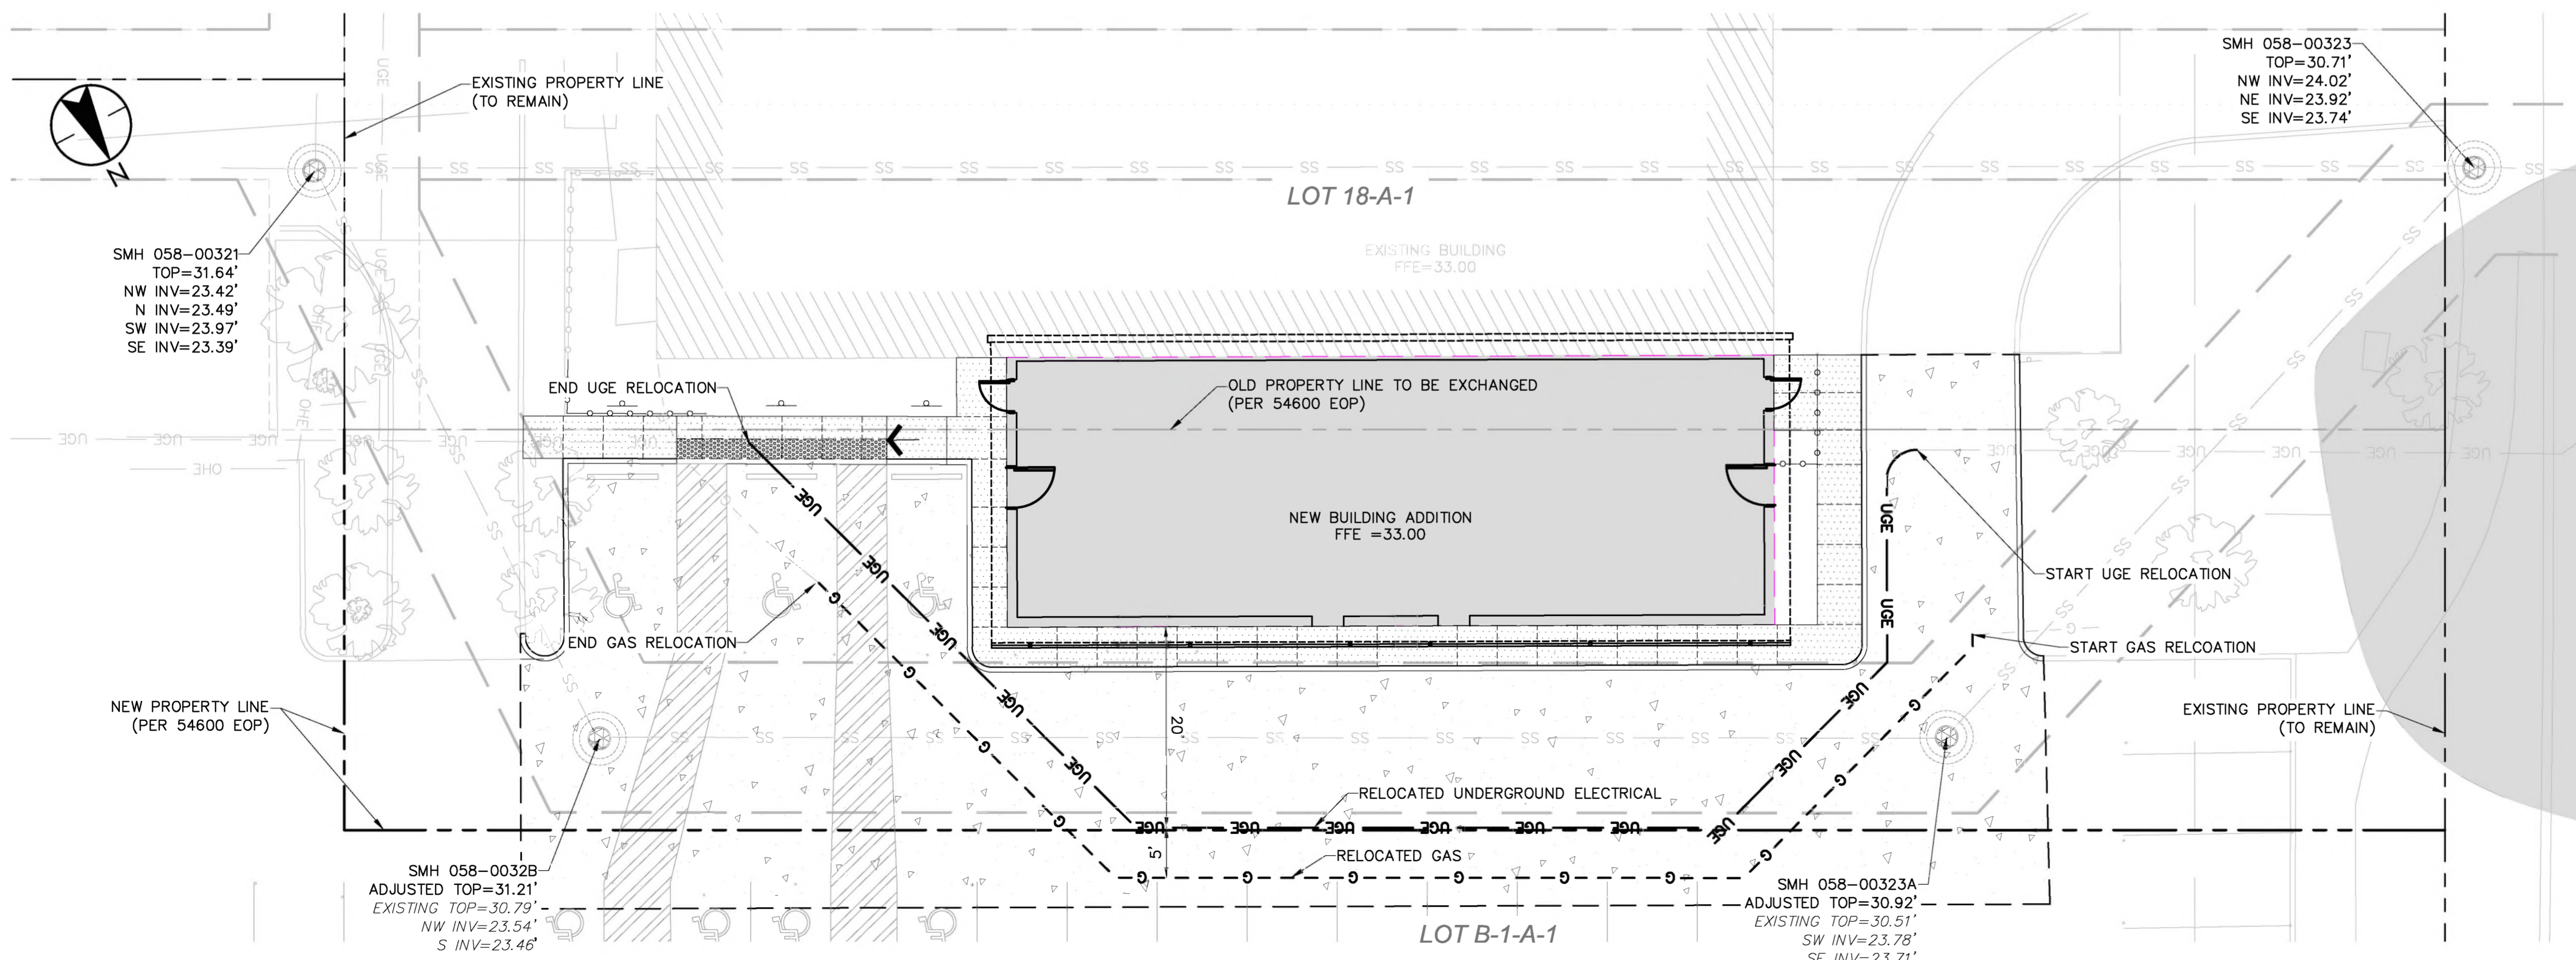 EXISTING PROPERTY LINE
(TO REMAIN)
N
SMH 058-00323
TOP=30.71'
NW INV=24.02'
NE INV=23.92'
SE INV=23.74'
LOT 18-A-1
EXISTING BUILDING
FFE=33.00
SMH 058-00321
TOP=31.64'
NW INV=23.42'
N INV=23.49'
SW INV=23.97'
SE INV=23.39'
END UGE RELOCATION
OLD PROPERTY LINE TO BE EXCHANGED
(PER 54600 EOP)
NEW BUILDING ADDITION
FFE =33.00
START UGE RELOCATION
END GAS RELOCATION
START GAS RELCOATION
NEW PROPERTY LINE
(PER 54600 EOP)
EXISTING PROPERTY LINE
(TO REMAIN)
20'
RELOCATED UNDERGROUND ELECTRICAL
5'
RELOCATED GAS
SMH 058-0032B
ADJUSTED TOP=31.21'
EXISTING TOP=30.79'
NW INV=23.54'
S INV=23.46'
SMH 058-00323A
ADJUSTED TOP=30.92'
EXISTING TOP=30.51'
SW INV=23.78'
SE INV=23.71'
LOT B-1-A-1
UGE
OHE
SS
G